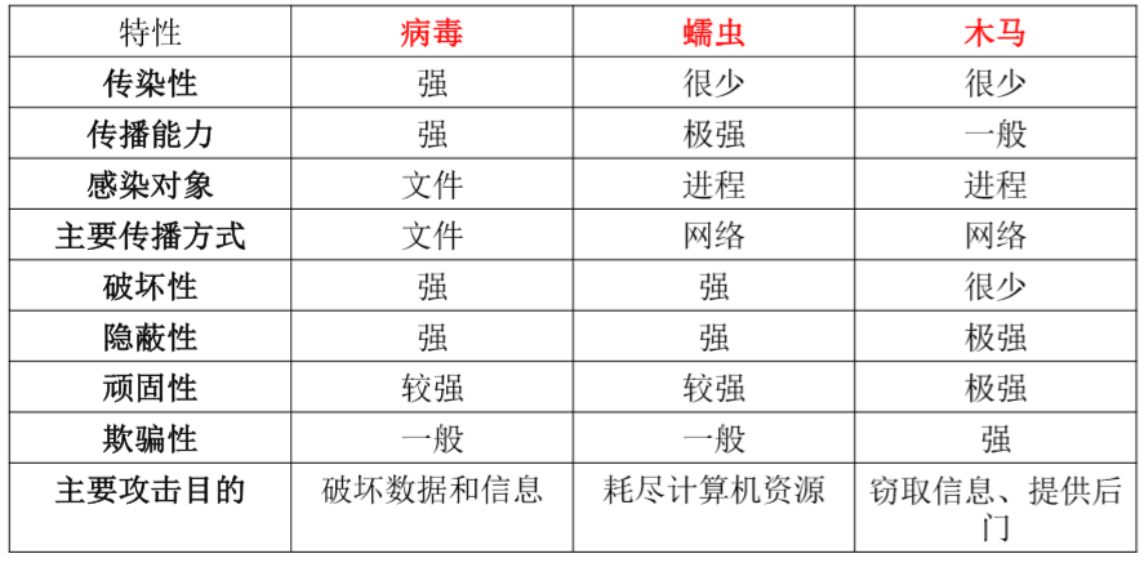 特性 病毒 蠕虫 木马
传染性 强 很少 很少
传播能力 强 极强 一般
感染对象 文件 进程 进程
主要传播方式 文件 网络 网络
破坏性 强 强 很少
隐蔽性 强 强 极强
顽固性 较强 较强 极强
欺骗性 一般 一般 强
主要攻击目的 破坏数据和信息 耗尽计算机资源 窃取信息、提供后
门